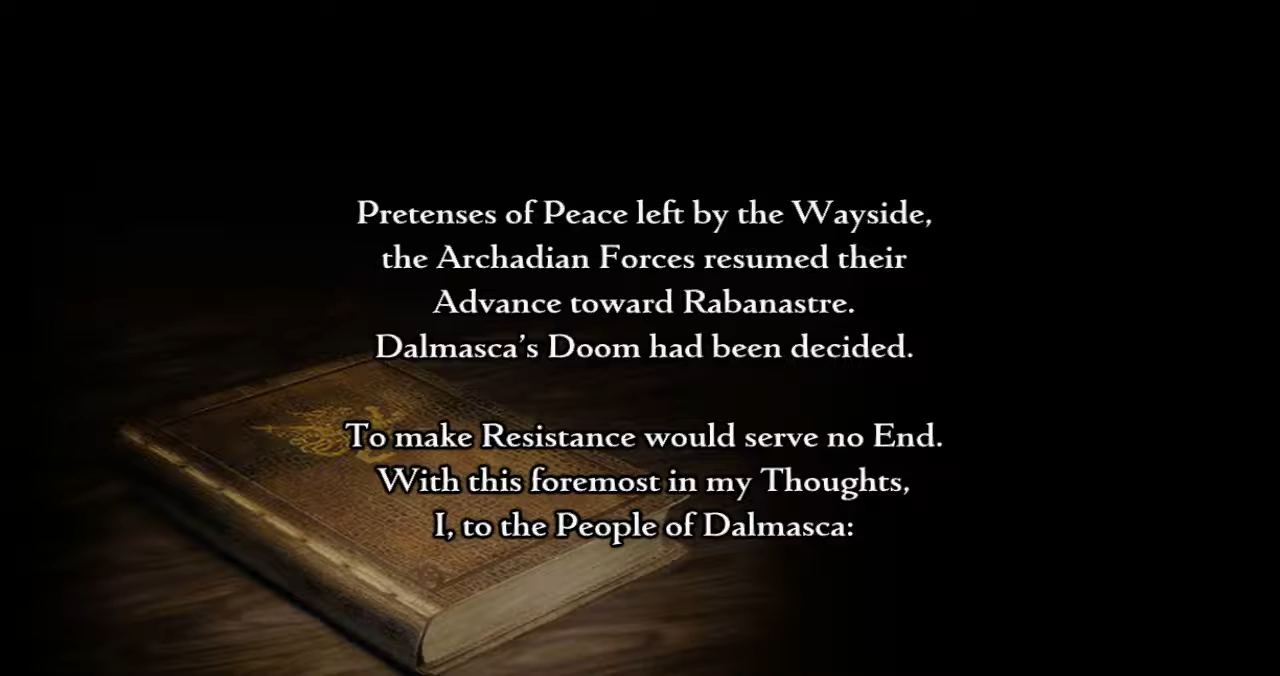 Pretenses of Peace left by the Wayside,
the Archadian Forces resumed their
Advance toward Rabanastre.
Dalmasca's Doom had been decided.
To make Resistance would serve no End.
With this foremost in my Thoughts,
I, to the People of Dalmasca: